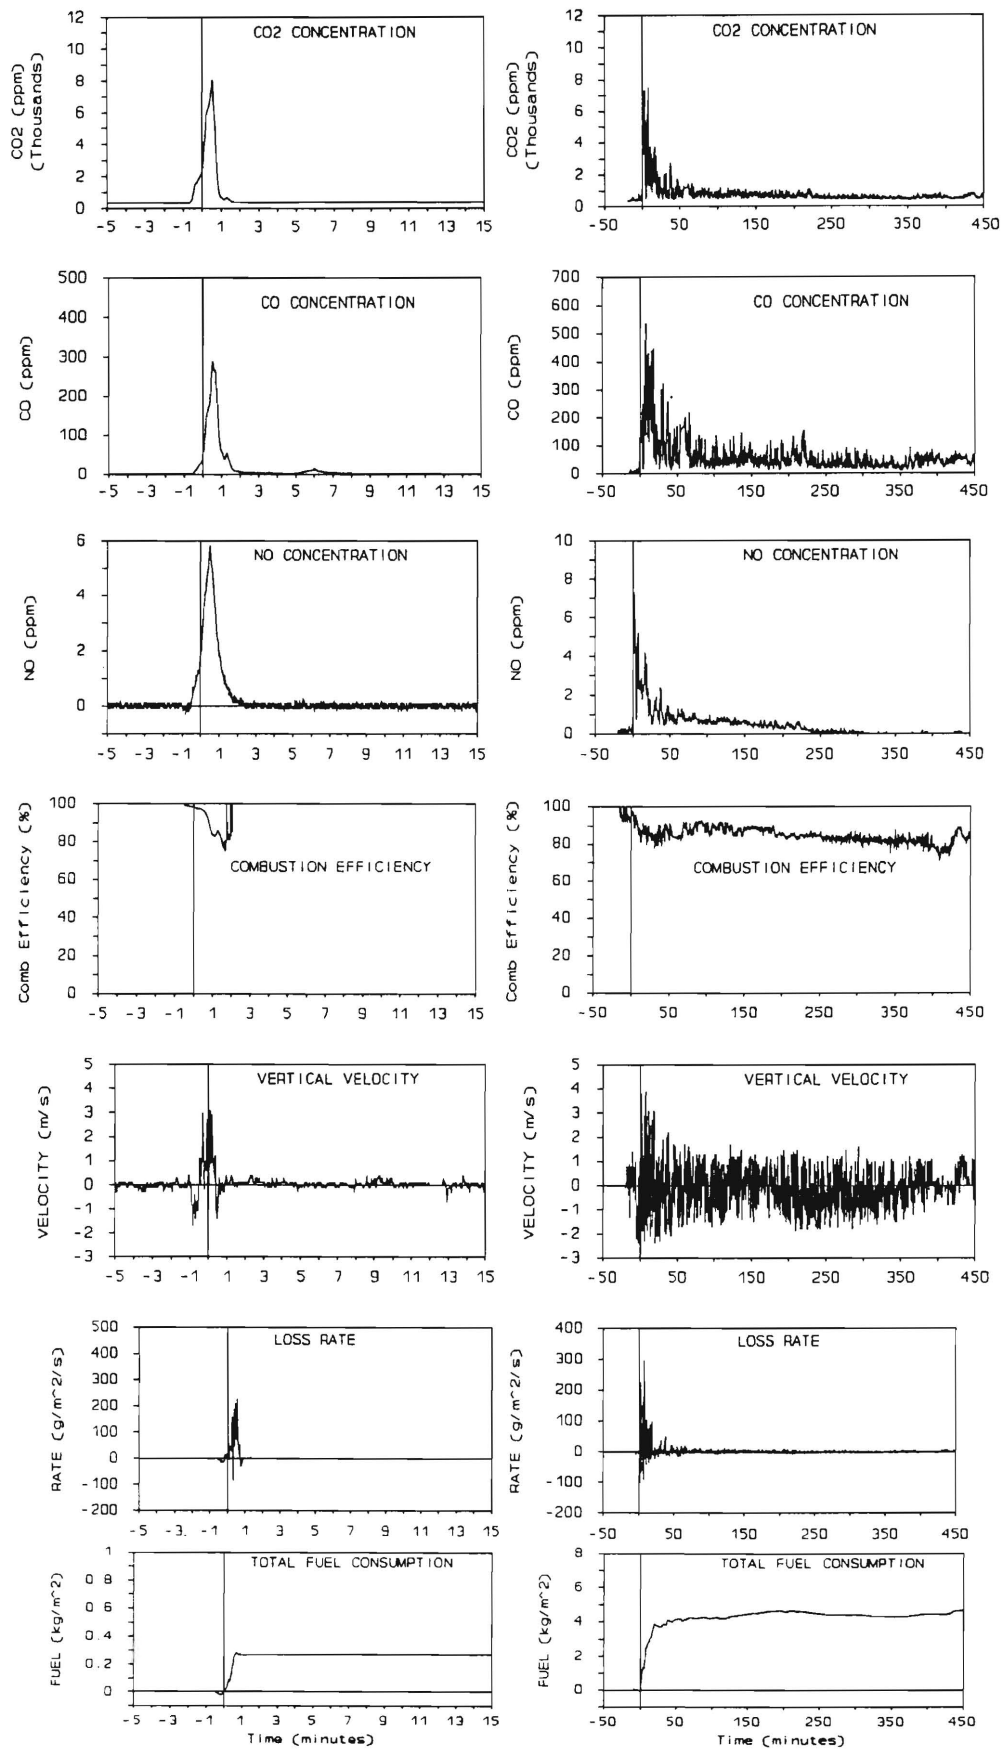 CO2 CONCENTRATION
CO2 (ppm)
(Thousands)
12
10
8
6
4
2
0
-5 -3 -1 1 3 5 7 9 11 13 15
CO2 CONCENTRATION
CO2 (ppm)
(Thousands)
12
10
8
6
4
2
0
-50 50 150 250 350 450
CO CONCENTRATION
CO (ppm)
500
400
300
200
100
0
-5 -3 -1 1 3 5 7 9 11 13 15
CO CONCENTRATION
CO (ppm)
700
600
500
400
300
200
100
0
-50 50 150 250 350 450
NO CONCENTRATION
NO (ppm)
6
4
2
0
-5 -3 -1 1 3 5 7 9 11 13 15
NO CONCENTRATION
NO (ppm)
10
8
6
4
2
0
-50 50 150 250 350 450
COMBUSTION EFFICIENCY
Comb Efficiency (%)
100
80
60
40
20
0
-5 -3 -1 1 3 5 7 9 11 13 15
COMBUSTION EFFICIENCY
Comb Efficiency (%)
100
80
60
40
20
0
-50 50 150 250 350 450
VERTICAL VELOCITY
VELOCITY (m/s)
5
4
3
2
1
0
-1
-2
-3
-5 -3 -1 1 3 5 7 9 11 13 15
VERTICAL VELOCITY
VELOCITY (m/s)
5
4
3
2
1
0
-1
-2
-3
-50 50 150 250 350 450
LOSS RATE
RATE (g/m^2/s)
500
400
300
200
100
0
-100
-200
-5 -3. -1 1 3 5 7 9 11 13 15
LOSS RATE
RATE (g/m^2/s)
400
300
200
100
0
-100
-200
-50 50 150 250 350 450
TOTAL FUEL CONSUMPTION
FUEL (kg/m^2)
1
0 8
0 6
0.4
0.2
0
-5 -3 -1 1 3 5 7 9 11 13 15
Time (minutes)
TOTAL FUEL CONSUMPTION
FUEL (kg/m^2)
8
6
4
2
0
-50 50 150 250 350 450
Time (minutes)